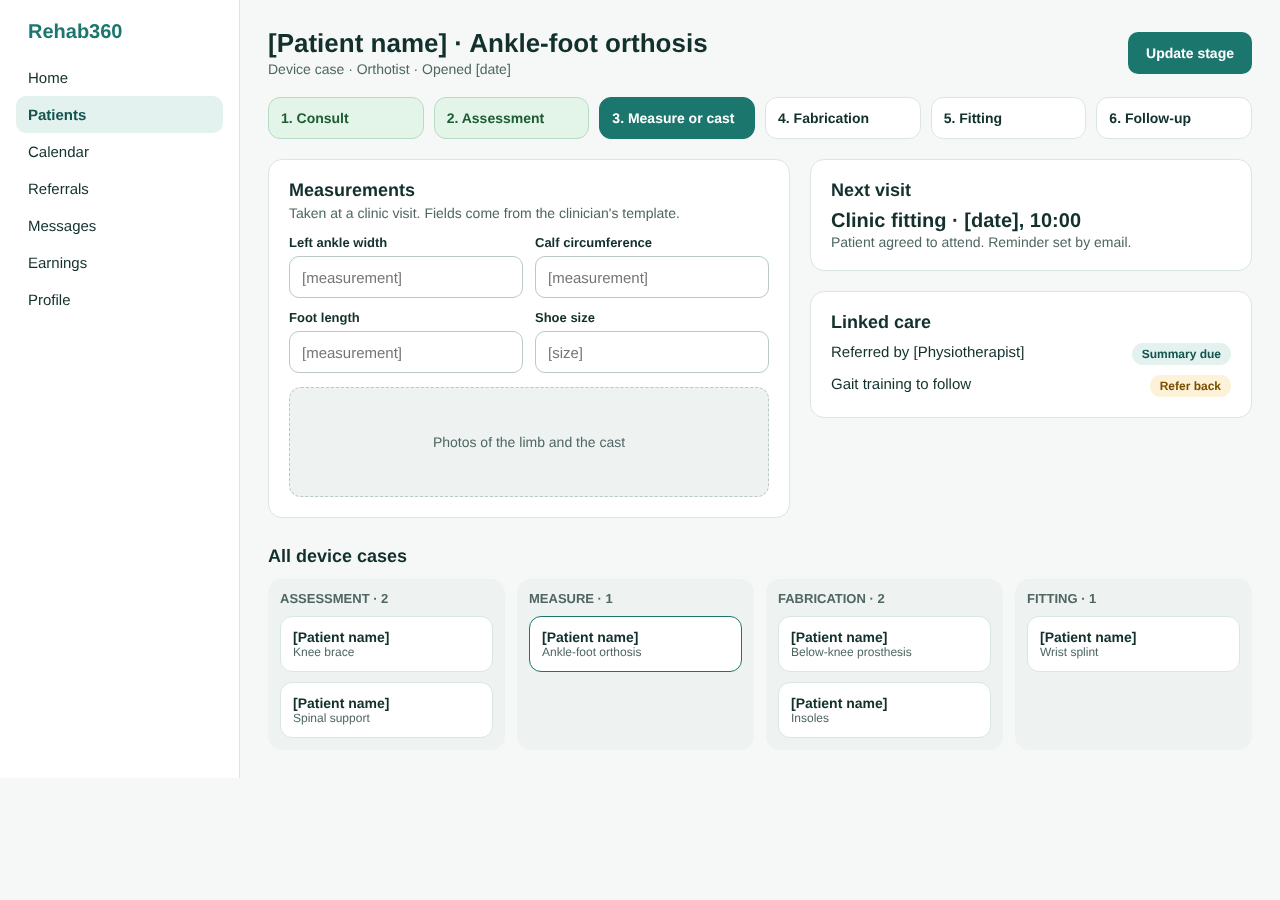 Rehab360
Home
Patients
Calendar
Referrals
Messages
Earnings
Profile
[Patient name] · Ankle-foot orthosis
Device case · Orthotist · Opened [date]
Update stage
1. Consult
2. Assessment
3. Measure or cast
4. Fabrication
5. Fitting
6. Follow-up
Measurements
Taken at a clinic visit. Fields come from the clinician's template.
Left ankle width
Calf circumference
[measurement]
[measurement]
Foot length
Shoe size
[measurement]
[size]
Photos of the limb and the cast
Next visit
Clinic fitting · [date], 10:00
Patient agreed to attend. Reminder set by email.
Linked care
Referred by [Physiotherapist]
Summary due
Gait training to follow
Refer back
All device cases
ASSESSMENT · 2
[Patient name]
Knee brace
[Patient name]
Spinal support
MEASURE · 1
[Patient name]
Ankle-foot orthosis
FABRICATION · 2
[Patient name]
Below-knee prosthesis
[Patient name]
Insoles
FITTING · 1
[Patient name]
Wrist splint